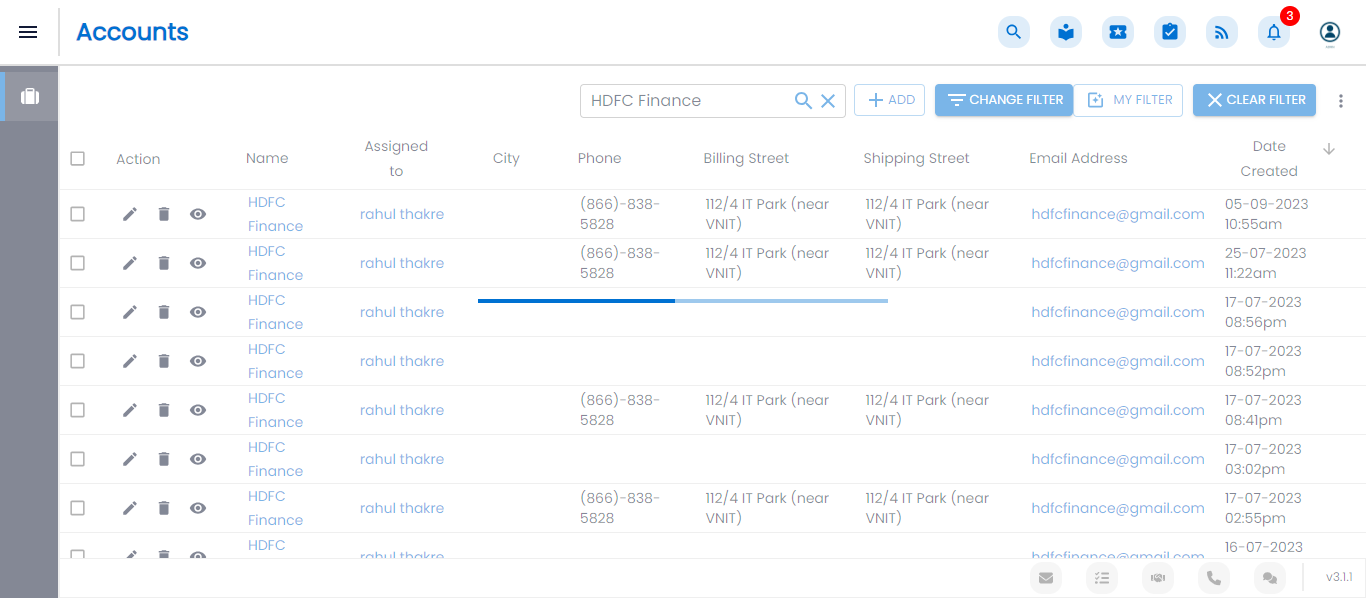 Accounts
3
HDFC Finance
ADD
CHANGE FILTER
MY FILTER
CLEAR FILTER
Action
Name
Assigned
to
City
Phone
Billing Street
Shipping Street
Email Address
Date
Created
HDFC
Finance
rahul thakre
(866)-838-
5828
112/4 IT Park (near
VNIT)
112/4 IT Park (near
VNIT)
hdfcfinance@gmail.com
05-09-2023
10:55am
HDFC
Finance
rahul thakre
(866)-838-
5828
112/4 IT Park (near
VNIT)
112/4 IT Park (near
VNIT)
hdfcfinance@gmail.com
25-07-2023
11:22am
HDFC
Finance
rahul thakre
hdfcfinance@gmail.com
17-07-2023
08:56pm
HDFC
Finance
rahul thakre
hdfcfinance@gmail.com
17-07-2023
08:52pm
HDFC
Finance
rahul thakre
(866)-838-
5828
112/4 IT Park (near
VNIT)
112/4 IT Park (near
VNIT)
hdfcfinance@gmail.com
17-07-2023
08:41pm
HDFC
Finance
rahul thakre
hdfcfinance@gmail.com
17-07-2023
03:02pm
HDFC
Finance
rahul thakre
(866)-838-
5828
112/4 IT Park (near
VNIT)
112/4 IT Park (near
VNIT)
hdfcfinance@gmail.com
17-07-2023
02:55pm
HDFC
rahul thakre
hdfcfinance@gmail.com
16-07-2023
v3.1.1